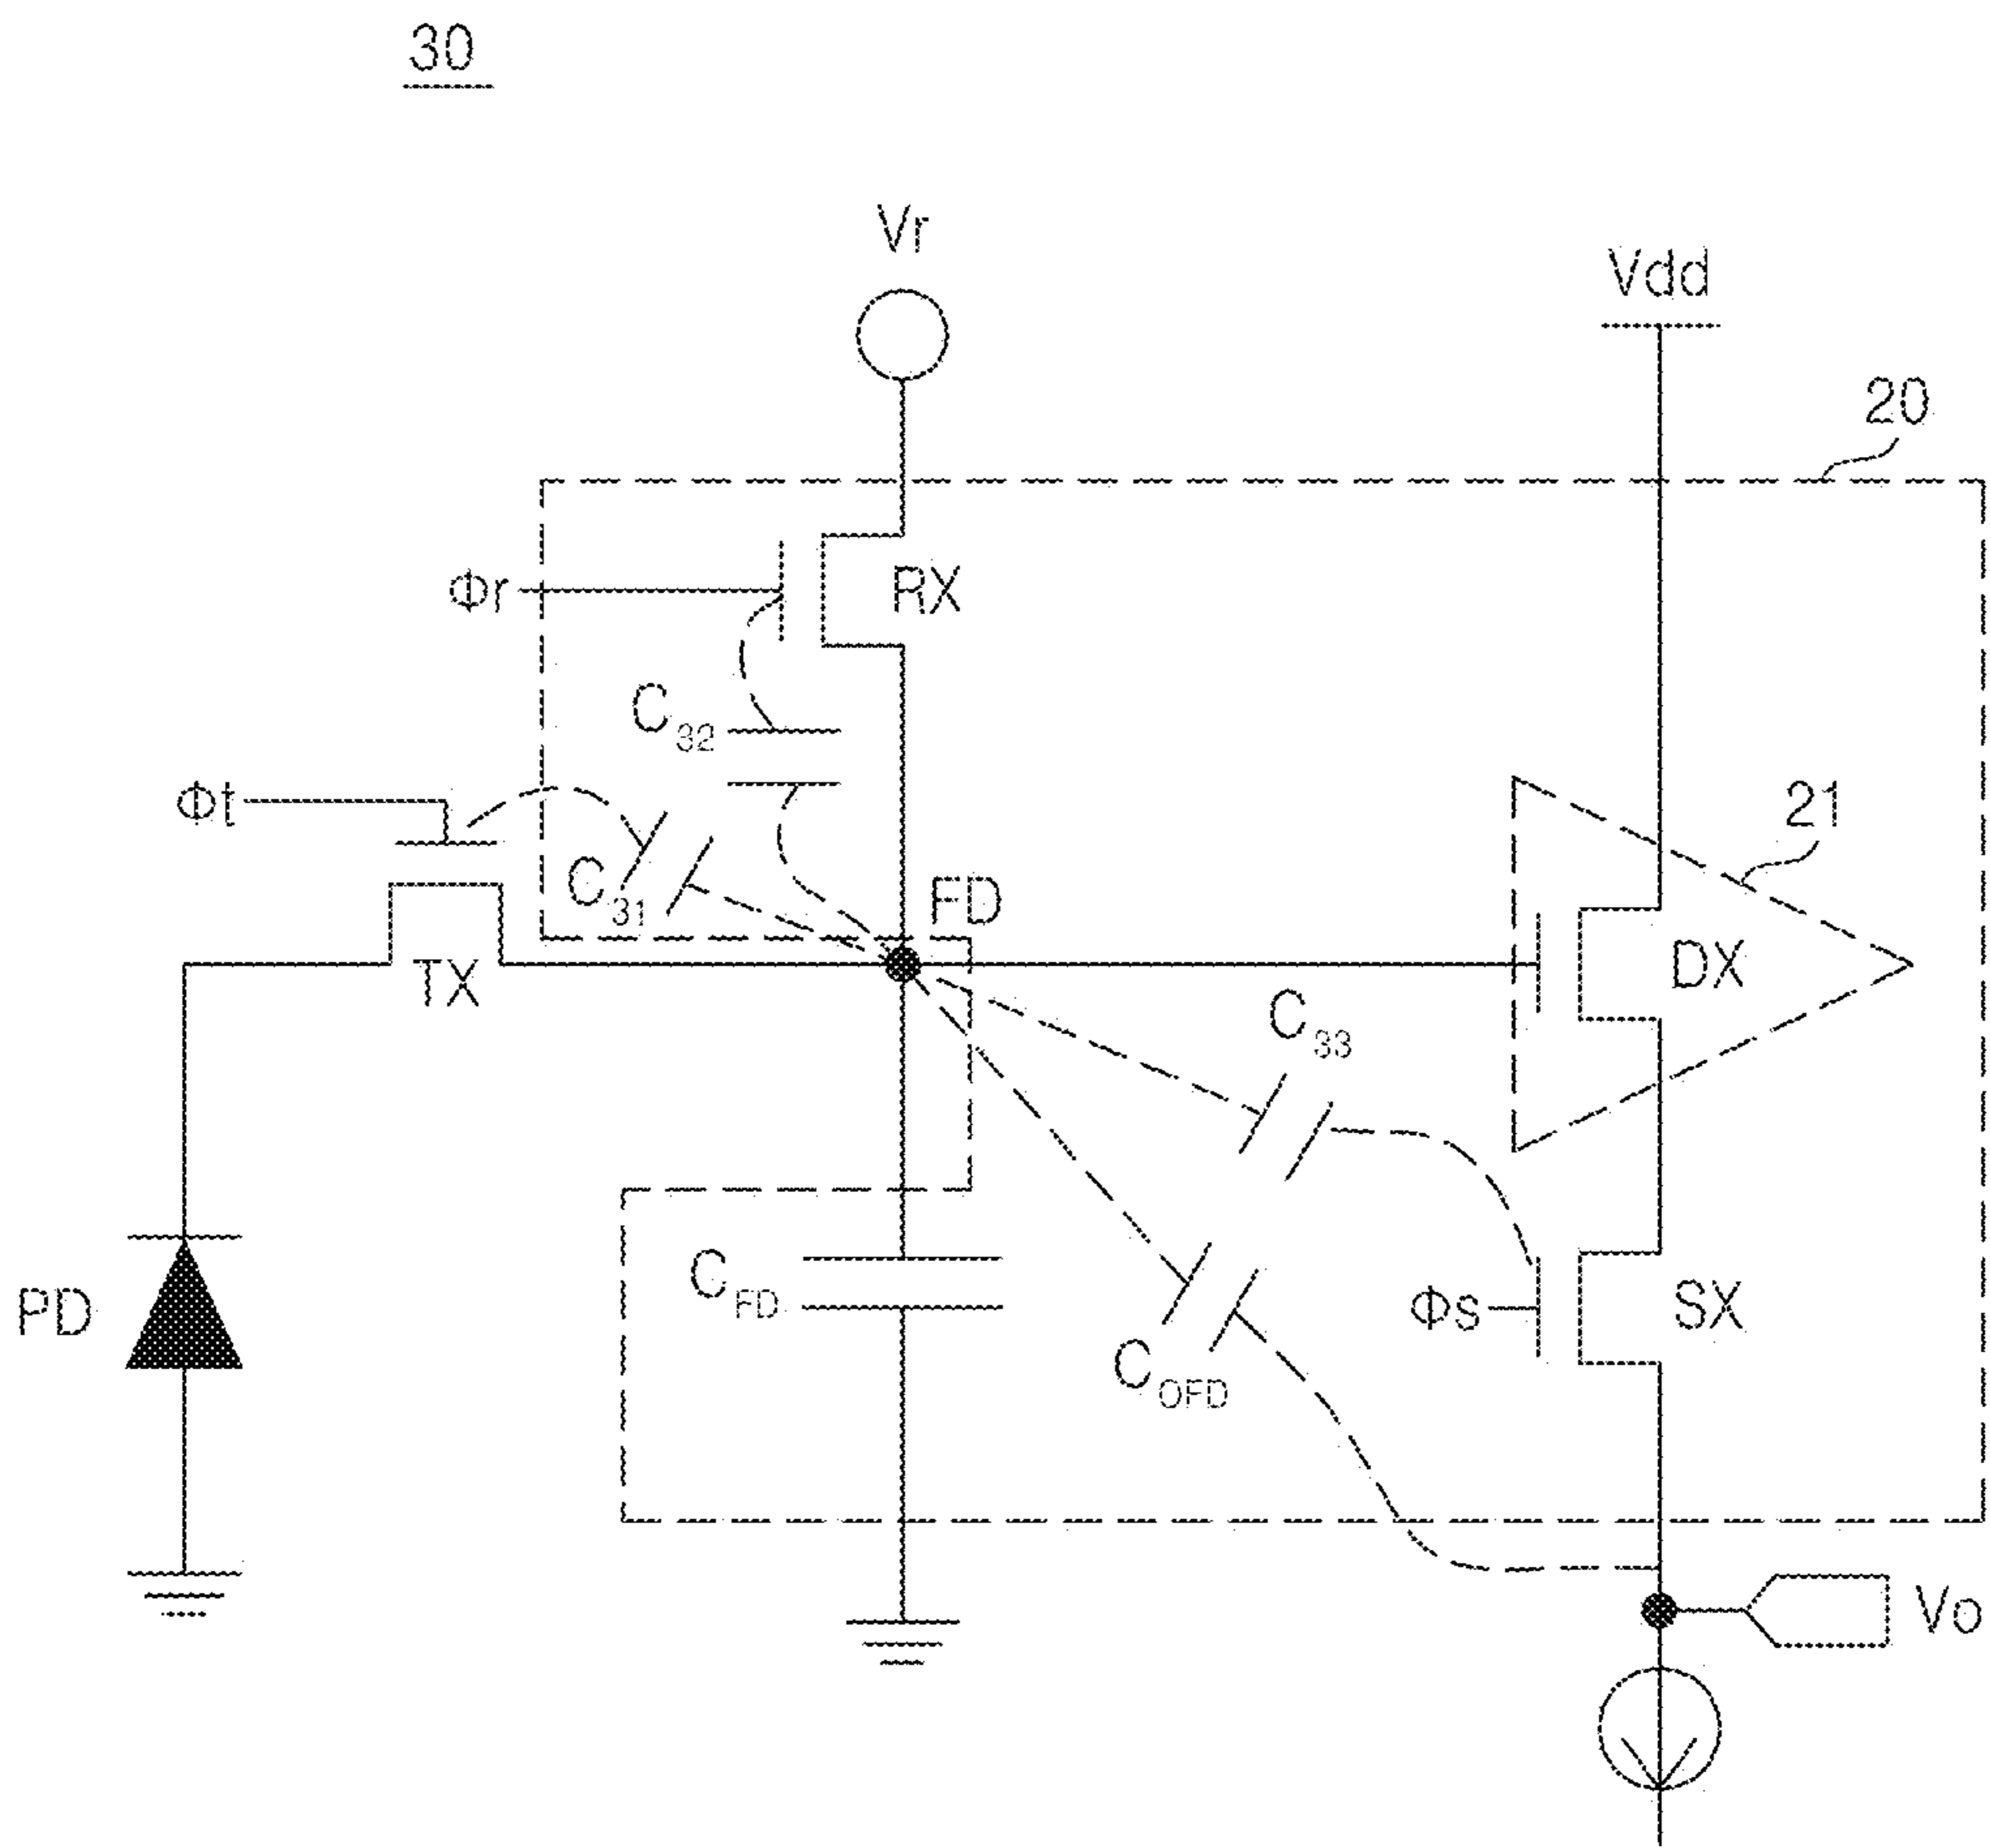 30
Vr
Vdd
20
Φr
RX
C32
Φt
21
C31
FD
TX
DX
C33
CFD
PD
Φs
SX
COFD
Vo